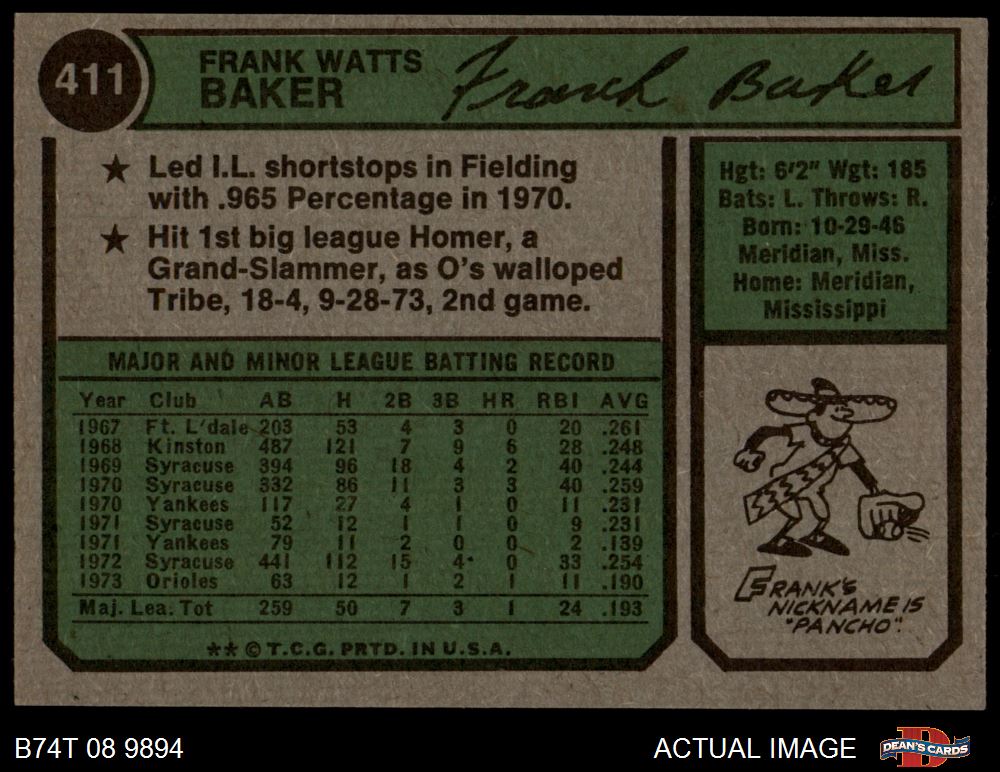 411
FRANK WATTS
BAKER
Frank Baker
★ Led I.L. shortstops in Fielding
with .965 Percentage in 1970.
★ Hit 1st big league Homer, a
Grand-Slammer, as O's walloped
Tribe, 18-4, 9-28-73, 2nd game.
Hgt: 6'2" Wgt: 185
Bats: L. Throws: R.
Born: 10-29-46
Meridian, Miss.
Home: Meridian,
Mississippi
MAJOR AND MINOR LEAGUE BATTING RECORD
Year Club AB H 2B 3B HR RBI AVG
1967 Ft. L'dale 203 53 4 3 0 20 .261
1968 Kinston 487 121 7 9 6 28 .248
1969 Syracuse 394 96 18 4 2 40 .244
1970 Syracuse 332 86 11 3 3 40 .259
1970 Yankees 117 27 4 1 0 11 .231
1971 Syracuse 52 12 1 1 0 9 .231
1971 Yankees 79 11 2 0 0 2 .139
1972 Syracuse 441 112 15 4 0 33 .254
1973 Orioles 63 12 1 2 1 11 .190
Maj. Lea. Tot 259 50 7 3 1 24 .193
** © T.C.G. PRTD. IN U.S.A.
FRANK'S
NICKNAME IS
"PANCHO".
B74T 08 9894
ACTUAL IMAGE
D
DEAN'S CARDS